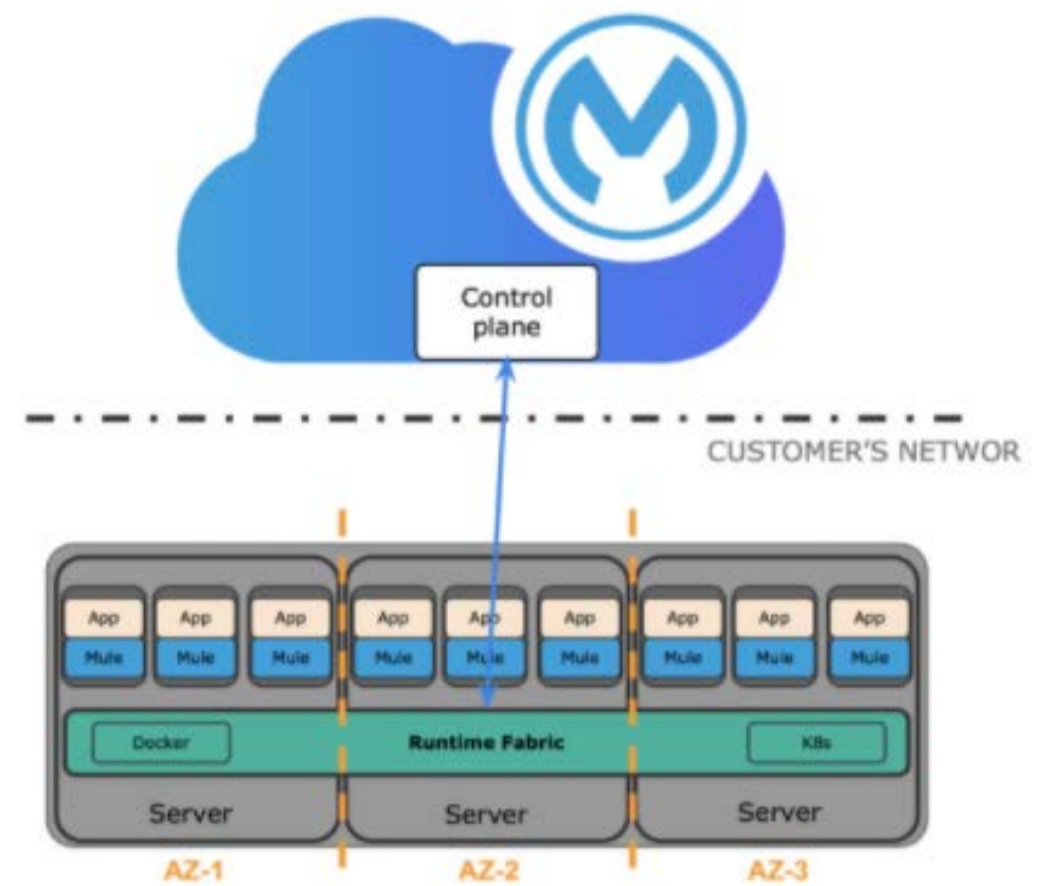 Control
plane
CUSTOMER'S NETWOR
App App App App App App App App App
Mule Mule Mule Mule Mule Mule Mule Mule Mule
Docker Runtime Fabric K8s
Server Server Server
AZ-1 AZ-2 AZ-3